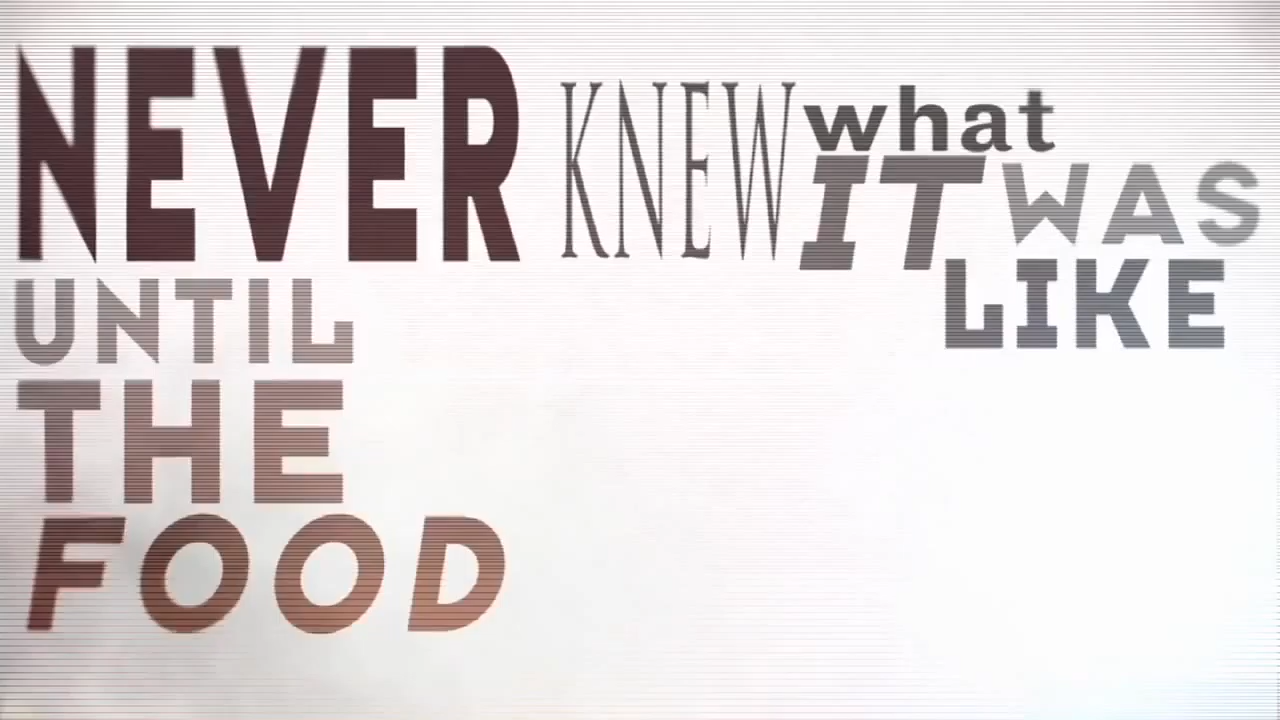 NEVER KNEW what
IT WAS
LIKE
UNTIL
THE
FOOD